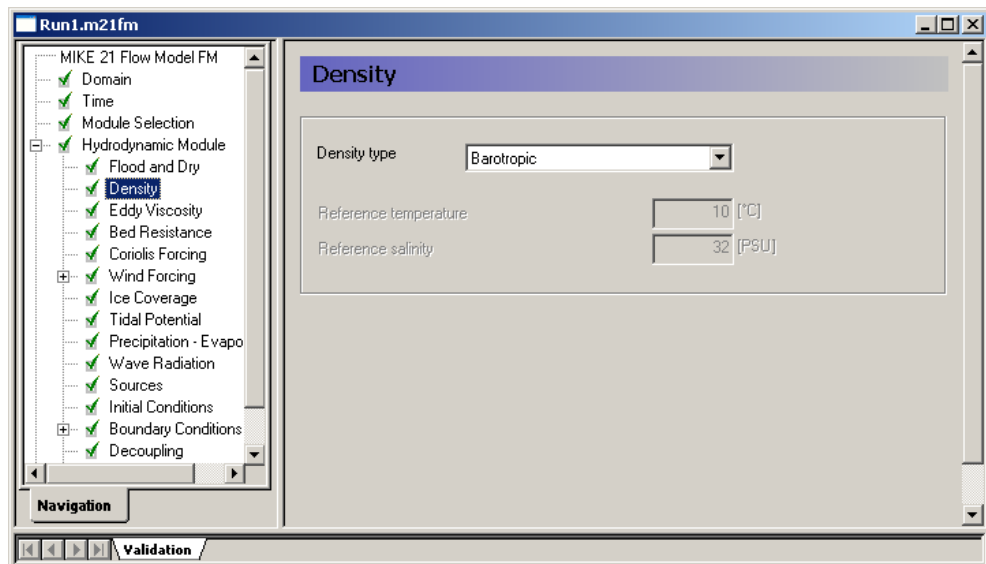 Run1.m21fm
MIKE 21 Flow Model FM
Domain
Time
Module Selection
Hydrodynamic Module
Flood and Dry
Density
Eddy Viscosity
Bed Resistance
Coriolis Forcing
Wind Forcing
Ice Coverage
Tidal Potential
Precipitation - Evapo
Wave Radiation
Sources
Initial Conditions
Boundary Conditions
Decoupling
Navigation
Density
Density type Barotropic
Reference temperature 10 [°C]
Reference salinity 32 [PSU]
Validation